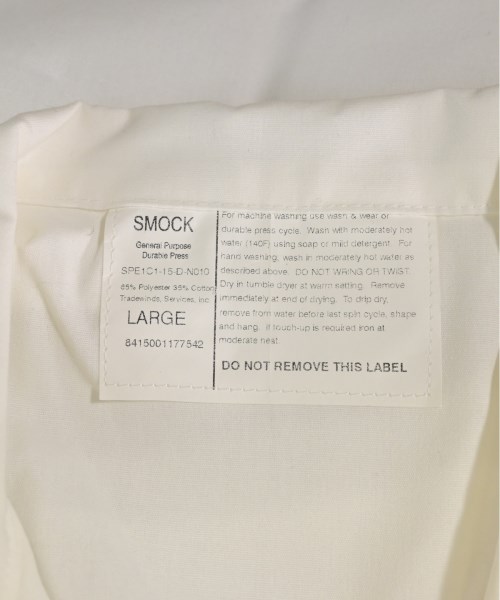 SMOCK
General Purpose
Durable Press
SPE1C1-15-D-N010
65% Polyester 35% Cotton
Tradewinds, Services, Inc.
LARGE
8415001177542
For machine washing use wash & wear or
durable press cycle. Wash with moderately hot
water (140F) using soap or mild detergent. For
hand washing, wash in moderately hot water as
described above. DO NOT WRING OR TWIST.
Dry in tumble dryer at warm setting. Remove
immediately at end of drying. To drip dry,
remove from water before last spin cycle, shape
and hang. If touch-up is required iron at
moderate heat.
DO NOT REMOVE THIS LABEL